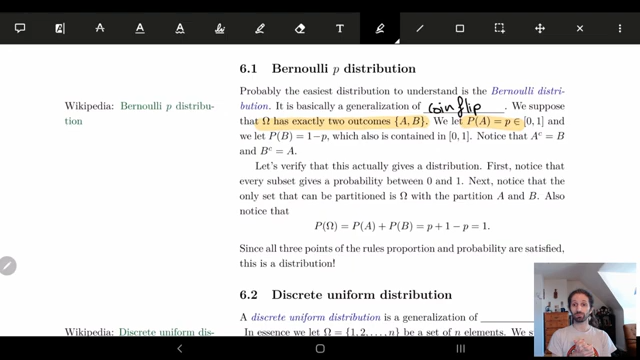 6.1 Bernoulli p distribution
Probably the easiest distribution to understand is the Bernoulli distri-
bution. It is basically a generalization of coin flip. We suppose
that Ω has exactly two outcomes {A, B}. We let P(A) = p ∈ [0, 1] and
we let P(B) = 1−p, which also is contained in [0, 1]. Notice that Aᶜ = B
and Bᶜ = A.
Wikipedia: Bernoulli p distribu-
tion
Let's verify that this actually gives a distribution. First, notice that
every subset gives a probability between 0 and 1. Next, notice that
the only set that can be partitioned is Ω with the partition A and B. Also
notice that
P(Ω) = P(A) + P(B) = p + 1 − p = 1.
Since all three points of the rules proportion and probability are satisfied,
this is a distribution!
6.2 Discrete uniform distribution
A discrete uniform distribution is a generalization of
In essence we let Ω = {1, 2, . . . , n} be a set of n elements. We
Wikipedia: Discrete uniform dis-